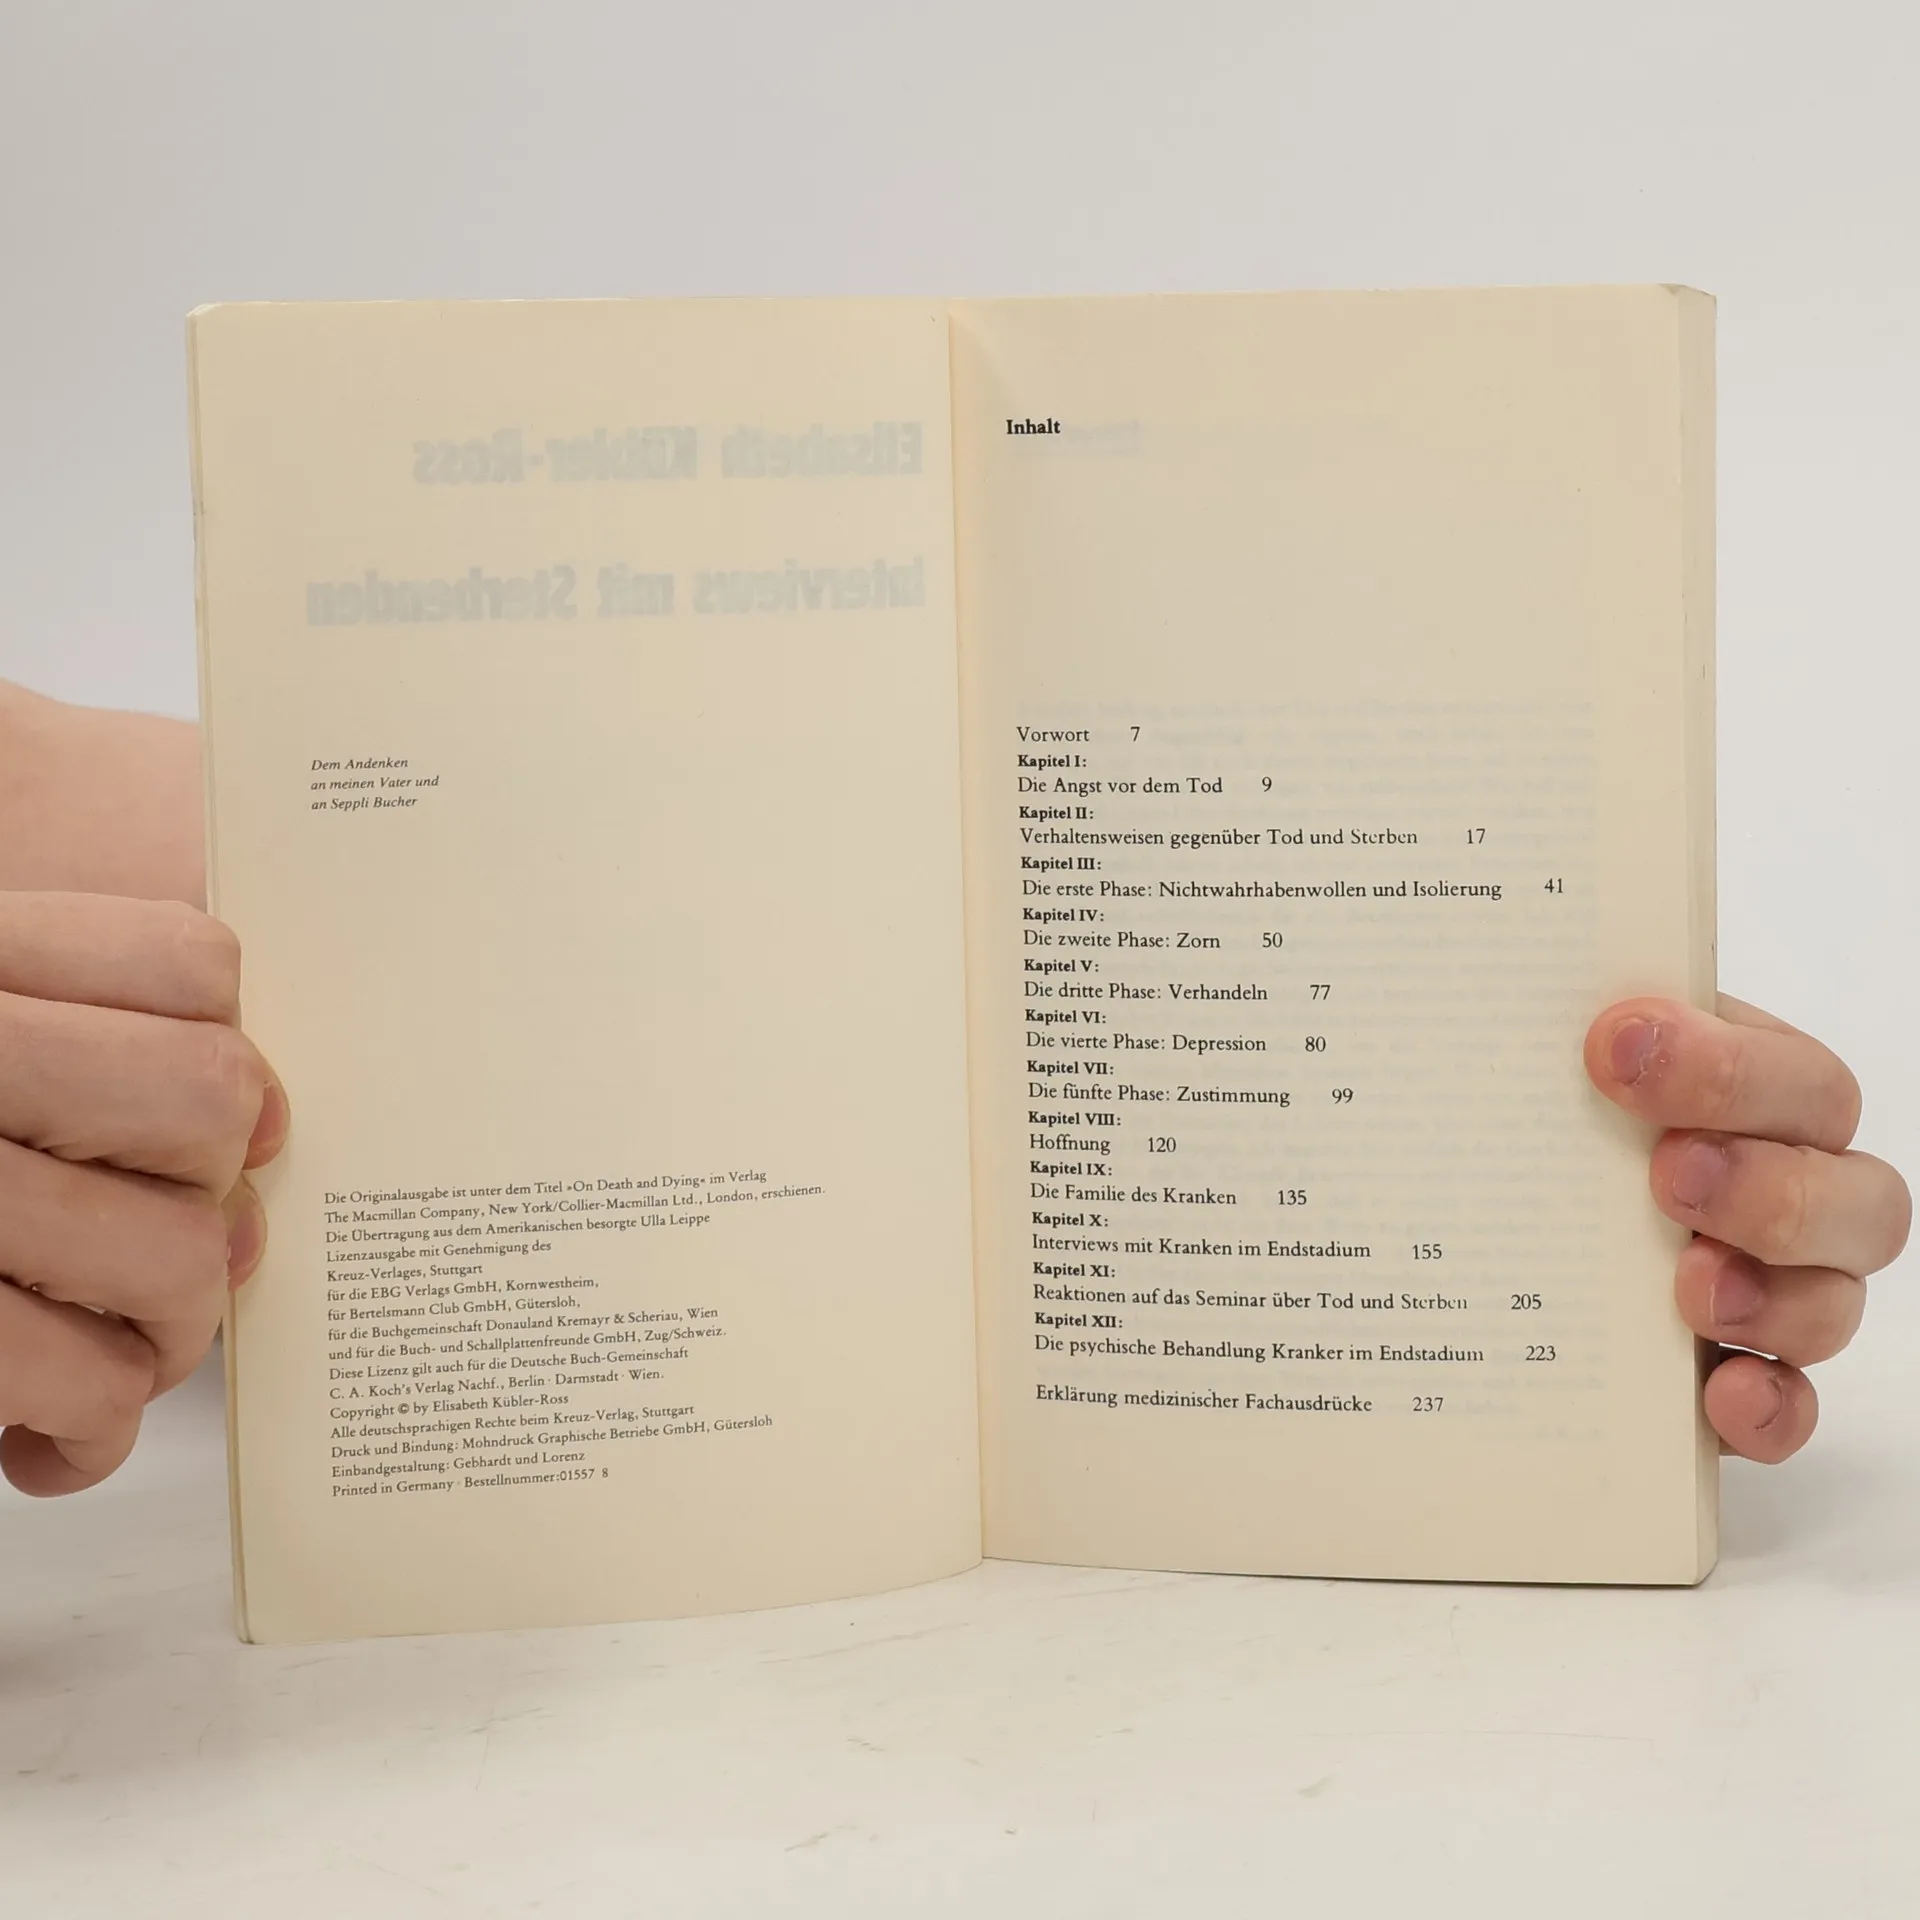 Elisabeth Kübler-Ross
Interviews mit Sterbenden
Dem Andenken
an meinen Vater und
an Seppli Bucher
Die Originalausgabe ist unter dem Titel »On Death and Dying« im Verlag
The Macmillan Company, New York/Collier-Macmillan Ltd., London, erschienen.
Die Übertragung aus dem Amerikanischen besorgte Ulla Leippe
Lizenzausgabe mit Genehmigung des
Kreuz-Verlages, Stuttgart
für die EBG Verlags GmbH, Kornwestheim,
für Bertelsmann Club GmbH, Gütersloh,
für die Buchgemeinschaft Donauland Kremayr & Scheriau, Wien
und für die Buch- und Schallplattenfreunde GmbH, Zug/Schweiz.
Diese Lizenz gilt auch für die Deutsche Buch-Gemeinschaft
C. A. Koch's Verlag Nachf., Berlin · Darmstadt · Wien.
Copyright © by Elisabeth Kübler-Ross
Alle deutschsprachigen Rechte beim Kreuz-Verlag, Stuttgart
Druck und Bindung: Mohndruck Graphische Betriebe GmbH, Gütersloh
Einbandgestaltung: Gebhardt und Lorenz
Printed in Germany · Bestellnummer:01557 8
Inhalt
Vorwort 7
Kapitel I:
Die Angst vor dem Tod 9
Kapitel II:
Verhaltensweisen gegenüber Tod und Sterben 17
Kapitel III:
Die erste Phase: Nichtwahrhabenwollen und Isolierung 41
Kapitel IV:
Die zweite Phase: Zorn 50
Kapitel V:
Die dritte Phase: Verhandeln 77
Kapitel VI:
Die vierte Phase: Depression 80
Kapitel VII:
Die fünfte Phase: Zustimmung 99
Kapitel VIII:
Hoffnung 120
Kapitel IX:
Die Familie des Kranken 135
Kapitel X:
Interviews mit Kranken im Endstadium 155
Kapitel XI:
Reaktionen auf das Seminar über Tod und Sterben 205
Kapitel XII:
Die psychische Behandlung Kranker im Endstadium 223
Erklärung medizinischer Fachausdrücke 237